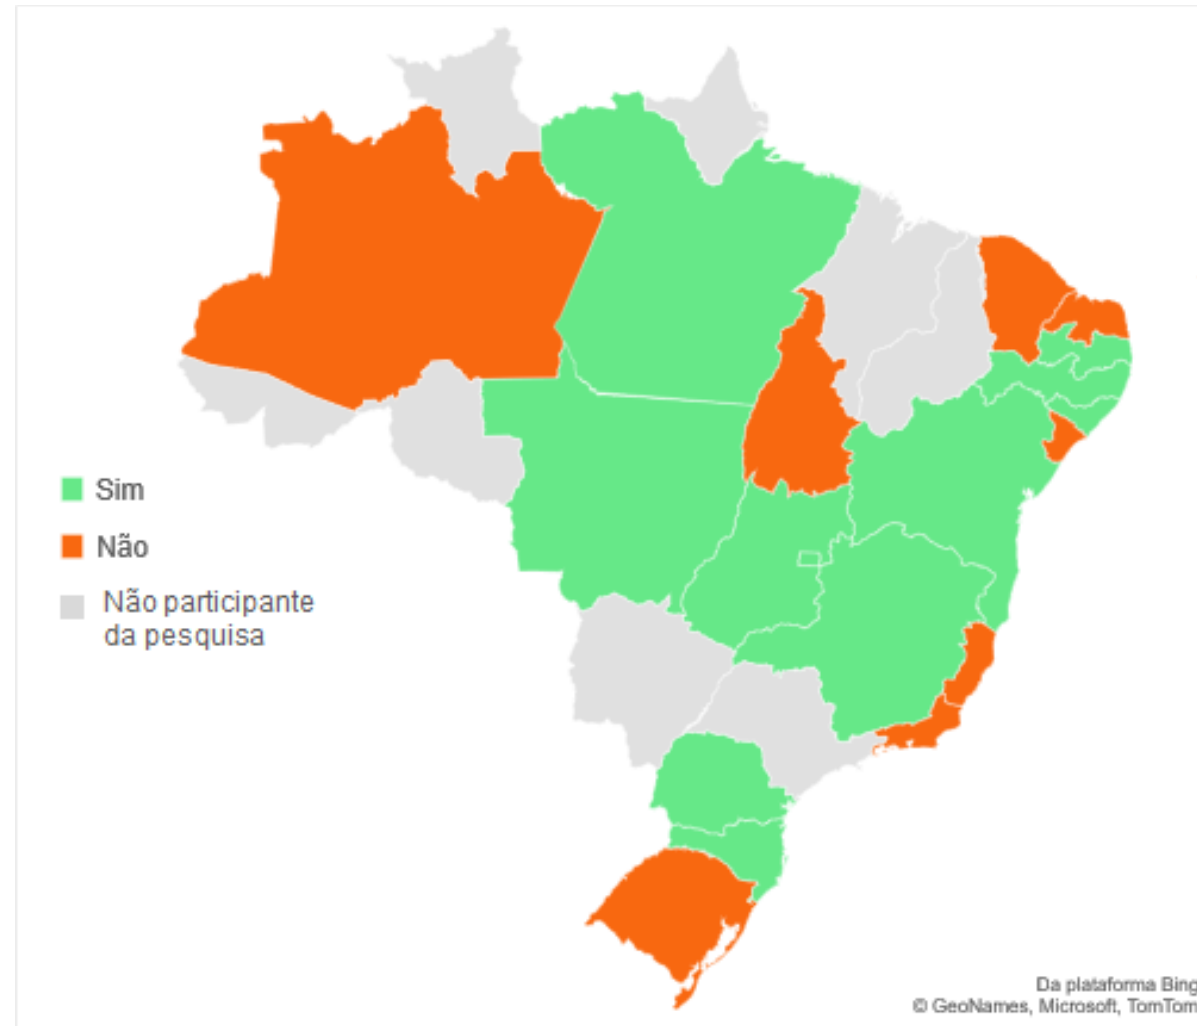 Sim
Não
Não participante
da pesquisa
Da plataforma Bing
© GeoNames, Microsoft, TomTom